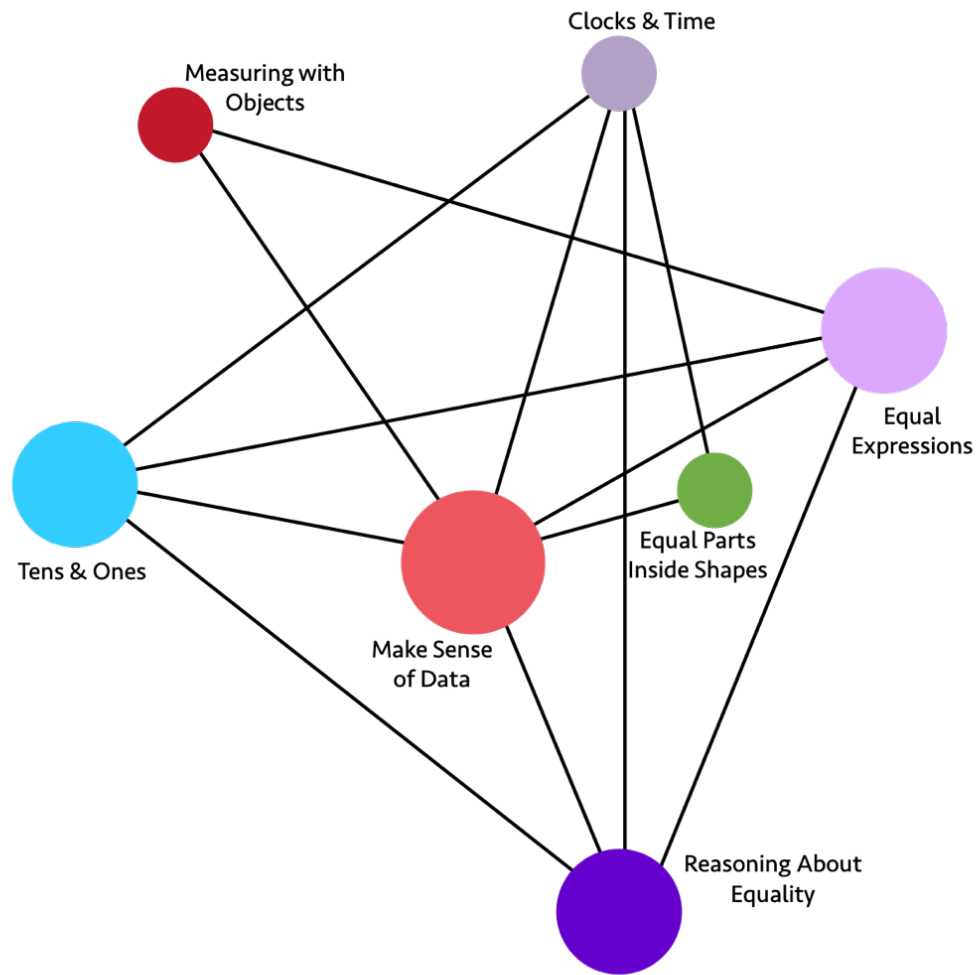 Clocks & Time
Measuring with
Objects
Equal
Expressions
Equal Parts
Inside Shapes
Tens & Ones
Make Sense
of Data
Reasoning About
Equality